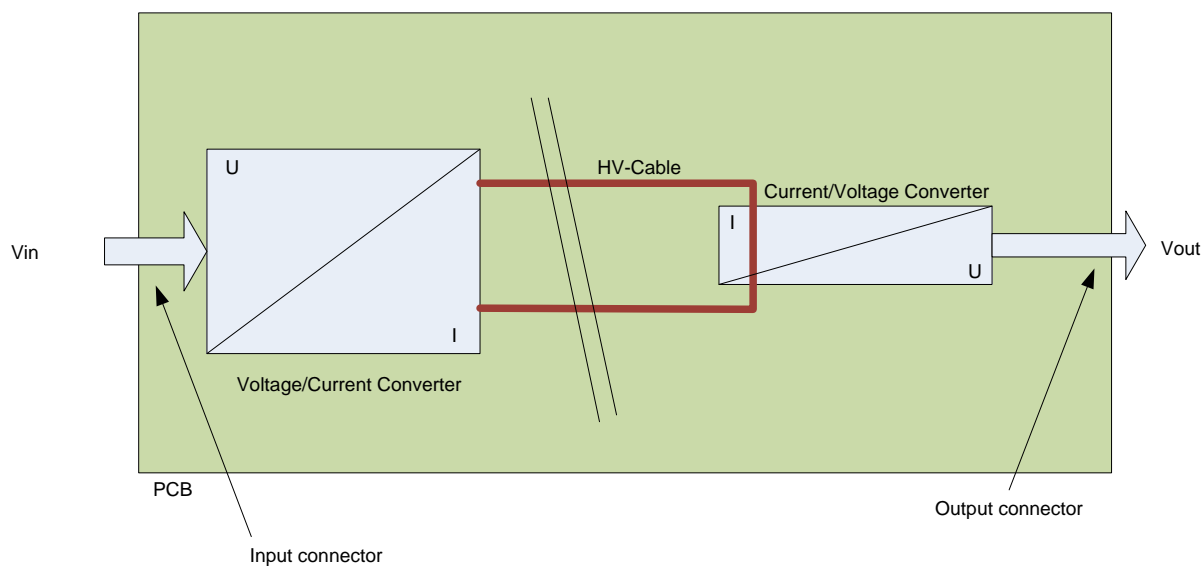 U
HV-Cable
Current/Voltage Converter
I
Vin
Vout
U
I
Voltage/Current Converter
PCB
Output connector
Input connector